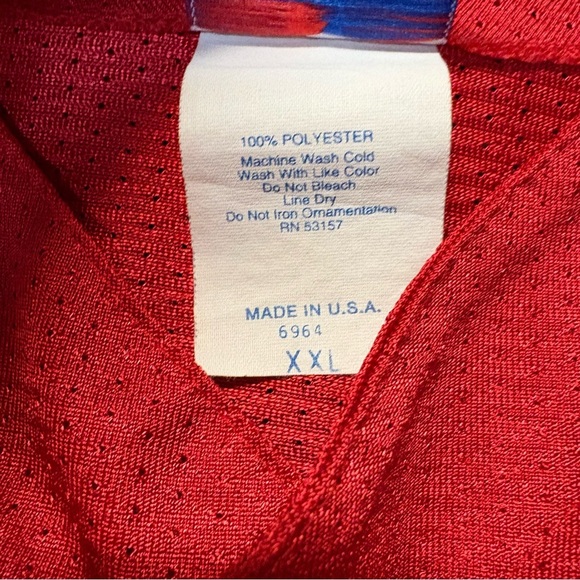 100% POLYESTER
Machine Wash Cold
Wash With Like Color
Do Not Bleach
Line Dry
Do Not Iron Ornamentation
RN 53157
MADE IN U.S.A.
6964
XXL